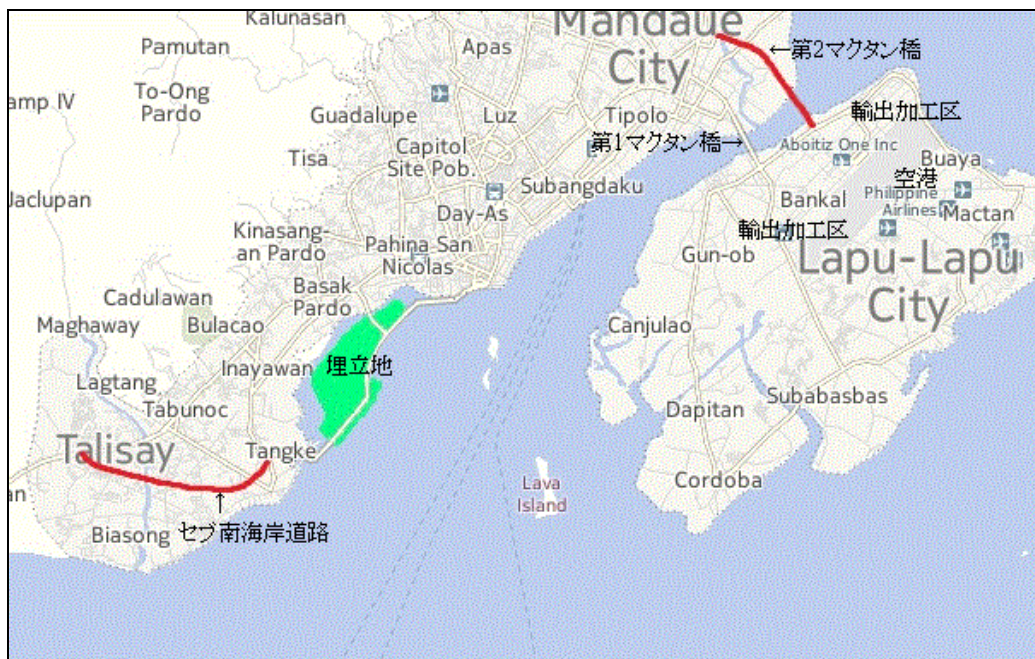 Kalunasan
Mandaue
City
Pamutan
Apas
←第2マクタン橋
amp IV
To-Ong
Pardo
Guadalupe
Luz
Tipolo
輸出加工区
第1マクタン橋→
Aboitiz One Inc
Tisa
Capitol
Site Pob.
Subangdaku
Buaya
空港
Jaclupan
Day-As
Bankal
Philippine
Airlines
Mactan
Kinasang-
an Pardo
Pahina San
Nicolas
輸出加工区
Gun-ob
Lapu-Lapu
City
Basak
Pardo
Cadulawan
Maghaway
Bulacao
Canjulao
Inayawan
埋立地
Lagtang
Subabasbas
Tabunoc
Dapitan
Talisay
Tangke
Cordoba
an
Lava
Island
↑
Biasong
セブ南海岸道路